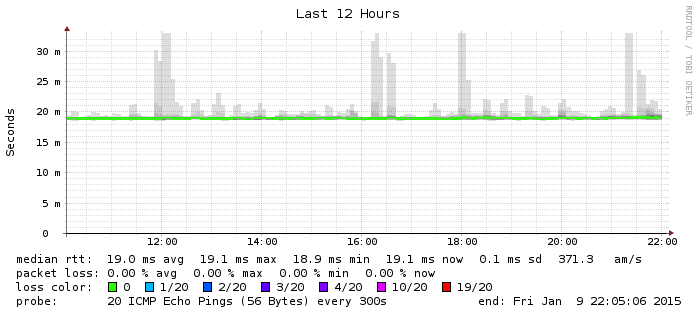 Last 12 Hours
RRDTOOL / TOBI OETIKER
Seconds
30 m
25 m
20 m
15 m
10 m
5 m
0
12:00 14:00 16:00 18:00 20:00 22:00
median rtt: 19.0 ms avg 19.1 ms max 18.9 ms min 19.1 ms now 0.1 ms sd 371.3 am/s
packet loss: 0.00 % avg 0.00 % max 0.00 % min 0.00 % now
loss color: 0 1/20 2/20 3/20 4/20 10/20 19/20
probe: 20 ICMP Echo Pings (56 Bytes) every 300s end: Fri Jan 9 22:05:06 2015